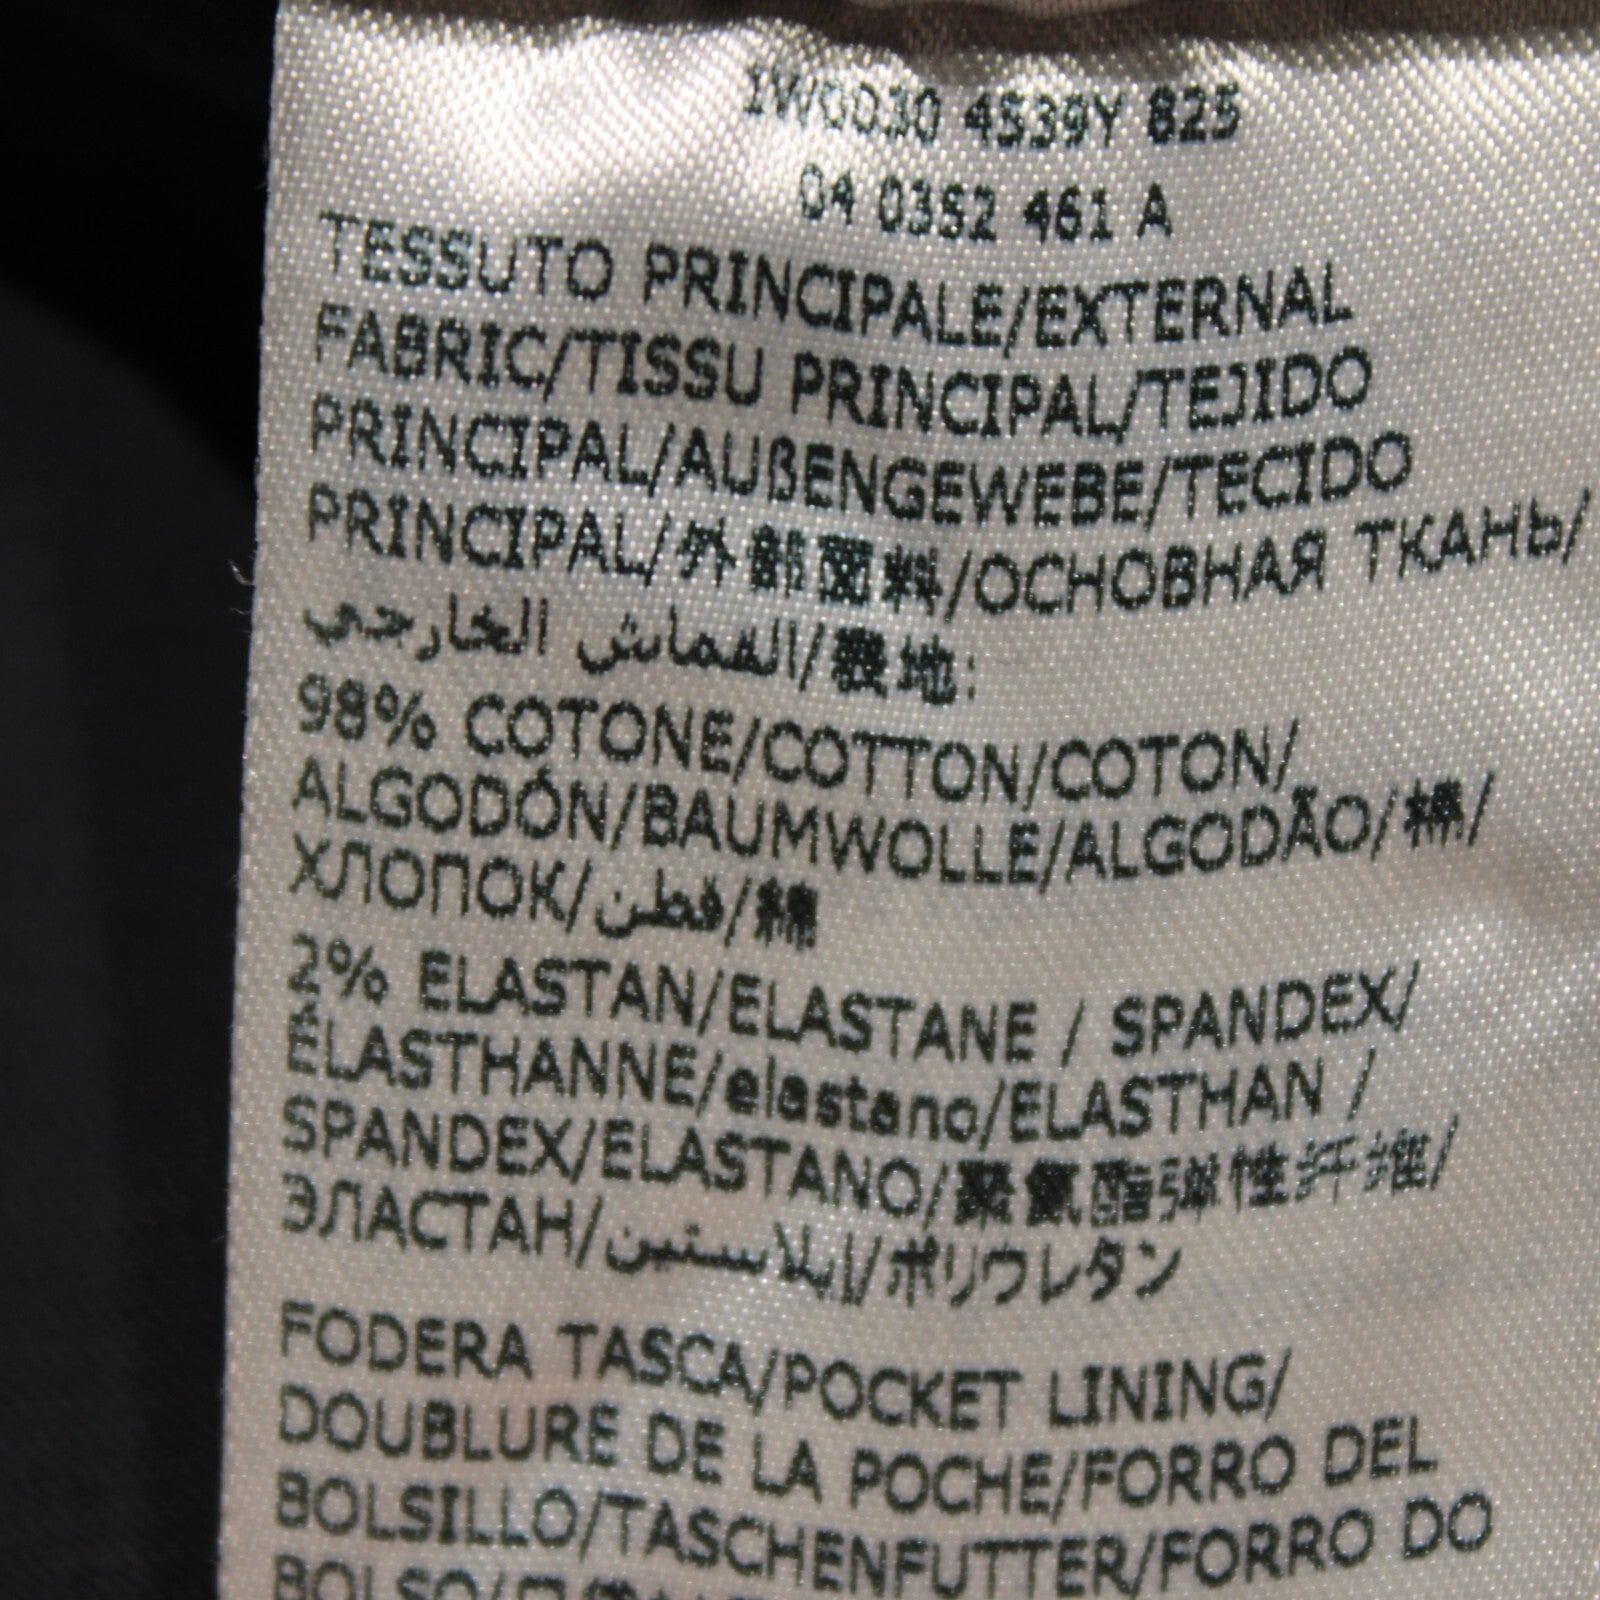 1W0030 4539Y 825
04 0352 461 A
TESSUTO PRINCIPALE/EXTERNAL
FABRIC/TISSU PRINCIPAL/TEJIDO
PRINCIPAL/AUßENGEWEBE/TECIDO
PRINCIPAL/外部面料/ОСНОВНАЯ ТКАНЬ/
القماش الخارجي/表地:
98% COTONE/COTTON/COTON/
ALGODÓN/BAUMWOLLE/ALGODÃO/棉/
ХЛОПОК/قطن/綿
2% ELASTAN/ELASTANE / SPANDEX/
ÉLASTHANNE/elastano/ELASTHAN /
SPANDEX/ELASTANO/聚氨酯弹性纤维/
ЭЛАСТАН/إيلاستين/ポリウレタン
FODERA TASCA/POCKET LINING/
DOUBLURE DE LA POCHE/FORRO DEL
BOLSILLO/TASCHENFUTTER/FORRO DO
BOLSO/